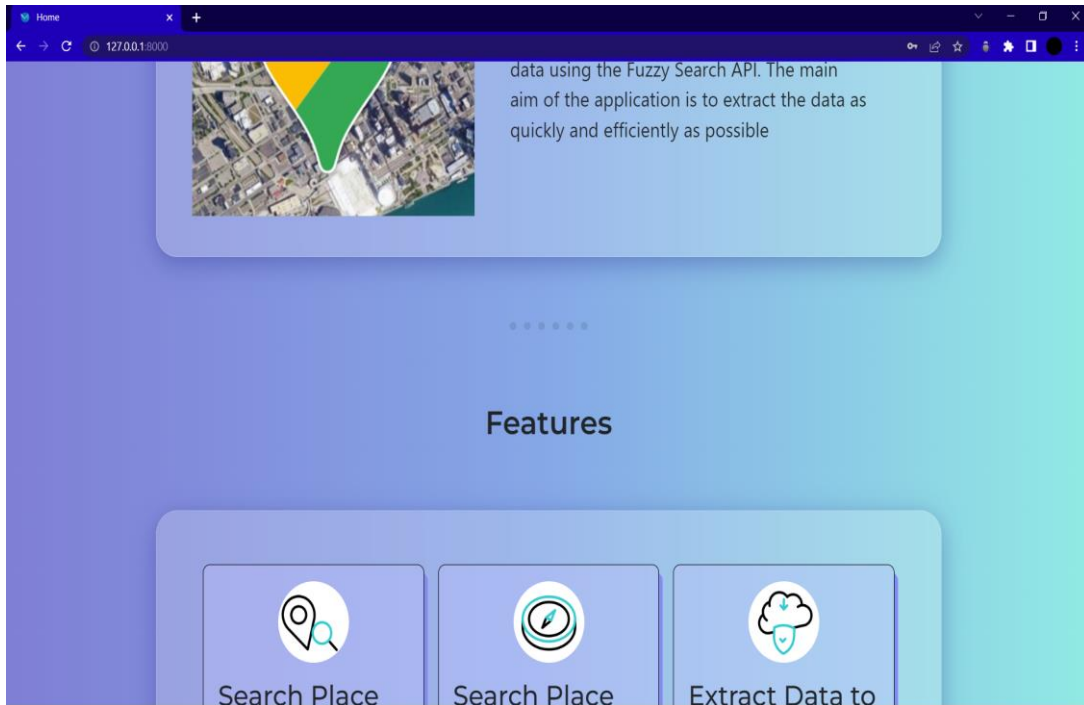 Home
127.0.0.1:8000
data using the Fuzzy Search API. The main
aim of the application is to extract the data as
quickly and efficiently as possible
Features
Search Place
Search Place
Extract Data to